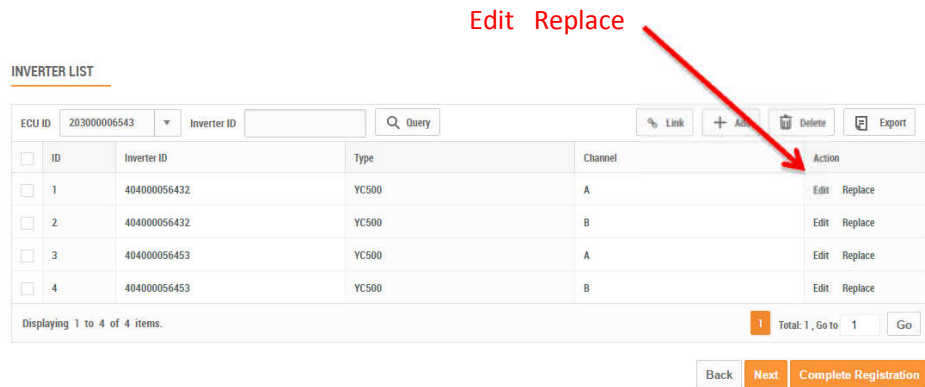 Edit Replace
INVERTER LIST
ECU ID 203000006543 Inverter ID Query Link Add Delete Export
ID Inverter ID Type Channel Action
1 404000056432 YC500 A Edit Replace
2 404000056432 YC500 B Edit Replace
3 404000056453 YC500 A Edit Replace
4 404000056453 YC500 B Edit Replace
Displaying 1 to 4 of 4 items. 1 Total: 1 , Go to 1 Go
Back Next Complete Registration